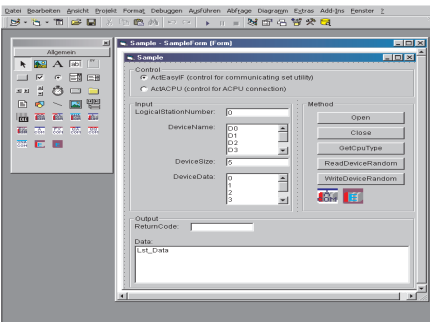 Datei Bearbeiten Ansicht Projekt Format Debuggen Ausführen Abfrage Diagramm Extras Add-Ins Fenster ?
Allgemein
Sample - SampleForm [Form]
Sample
Control
ActEasyIF (control for communicating set utility)
ActACPU (control for ACPU connection)
Input
LogicalStationNumber: 0
DeviceName: D0
D1
D2
D3
DeviceSize: 5
DeviceData: 0
1
2
3
Method
Open
Close
GetCpuType
ReadDeviceRandom
WriteDeviceRandom
Output
ReturnCode:
Data:
Lst_Data